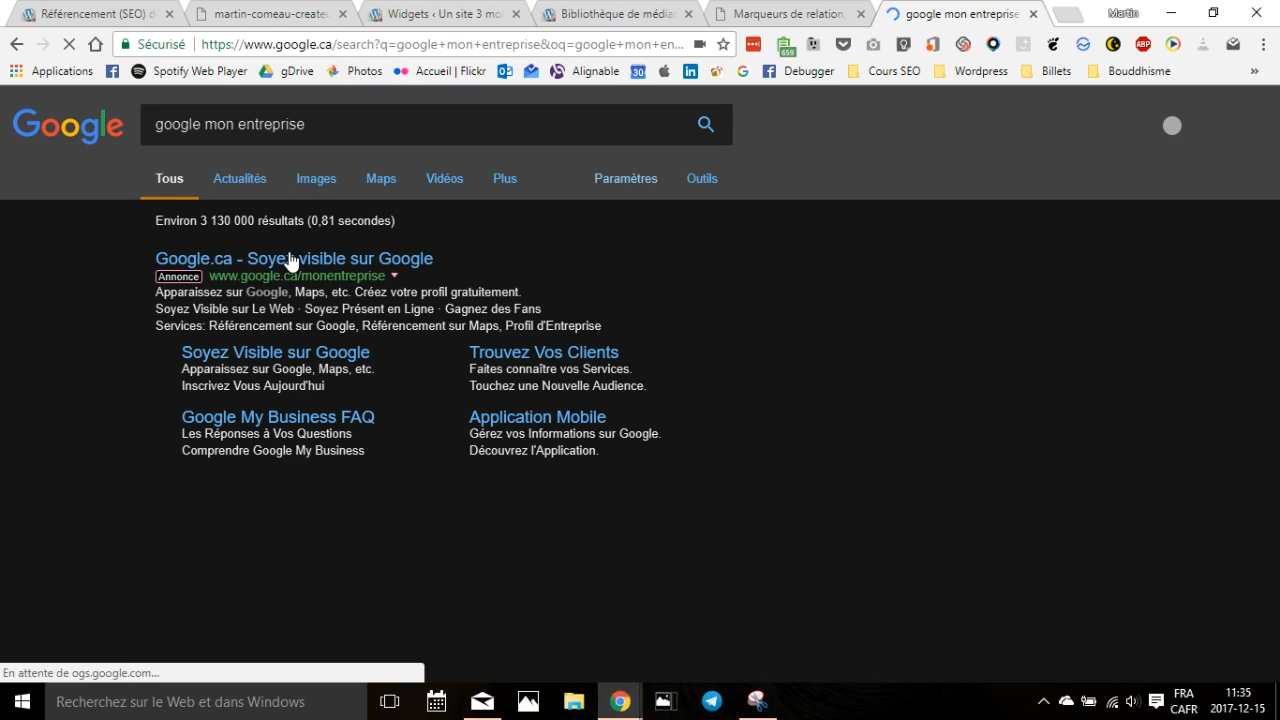 Référencement (SEO) d
martin-comeau-createu
Widgets ‹ Un site 3 mo
Bibliothèque de média
Marqueurs de relation,
google mon entreprise
Martin
Sécurisé
https://www.google.ca/search?q=google+mon+entreprise&oq=google+mon+en...
659
ABP
Applications
Spotify Web Player
gDrive
Photos
Accueil | Flickr
Alignable
30
Debugger
Cours SEO
Wordpress
Billets
Bouddhisme
»
Google
google mon entreprise
Tous
Actualités
Images
Maps
Vidéos
Plus
Paramètres
Outils
Environ 3 130 000 résultats (0,81 secondes)
Google.ca - Soyez visible sur Google
Annonce www.google.ca/monentreprise
Apparaissez sur Google, Maps, etc. Créez votre profil gratuitement.
Soyez Visible sur Le Web · Soyez Présent en Ligne · Gagnez des Fans
Services: Référencement sur Google, Référencement sur Maps, Profil d'Entreprise
Soyez Visible sur Google
Apparaissez sur Google, Maps, etc.
Inscrivez Vous Aujourd'hui
Trouvez Vos Clients
Faites connaître vos Services.
Touchez une Nouvelle Audience.
Google My Business FAQ
Les Réponses à Vos Questions
Comprendre Google My Business
Application Mobile
Gérez vos Informations sur Google.
Découvrez l'Application.
En attente de ogs.google.com...
Recherchez sur le Web et dans Windows
FRA
CAFR
11:35
2017-12-15